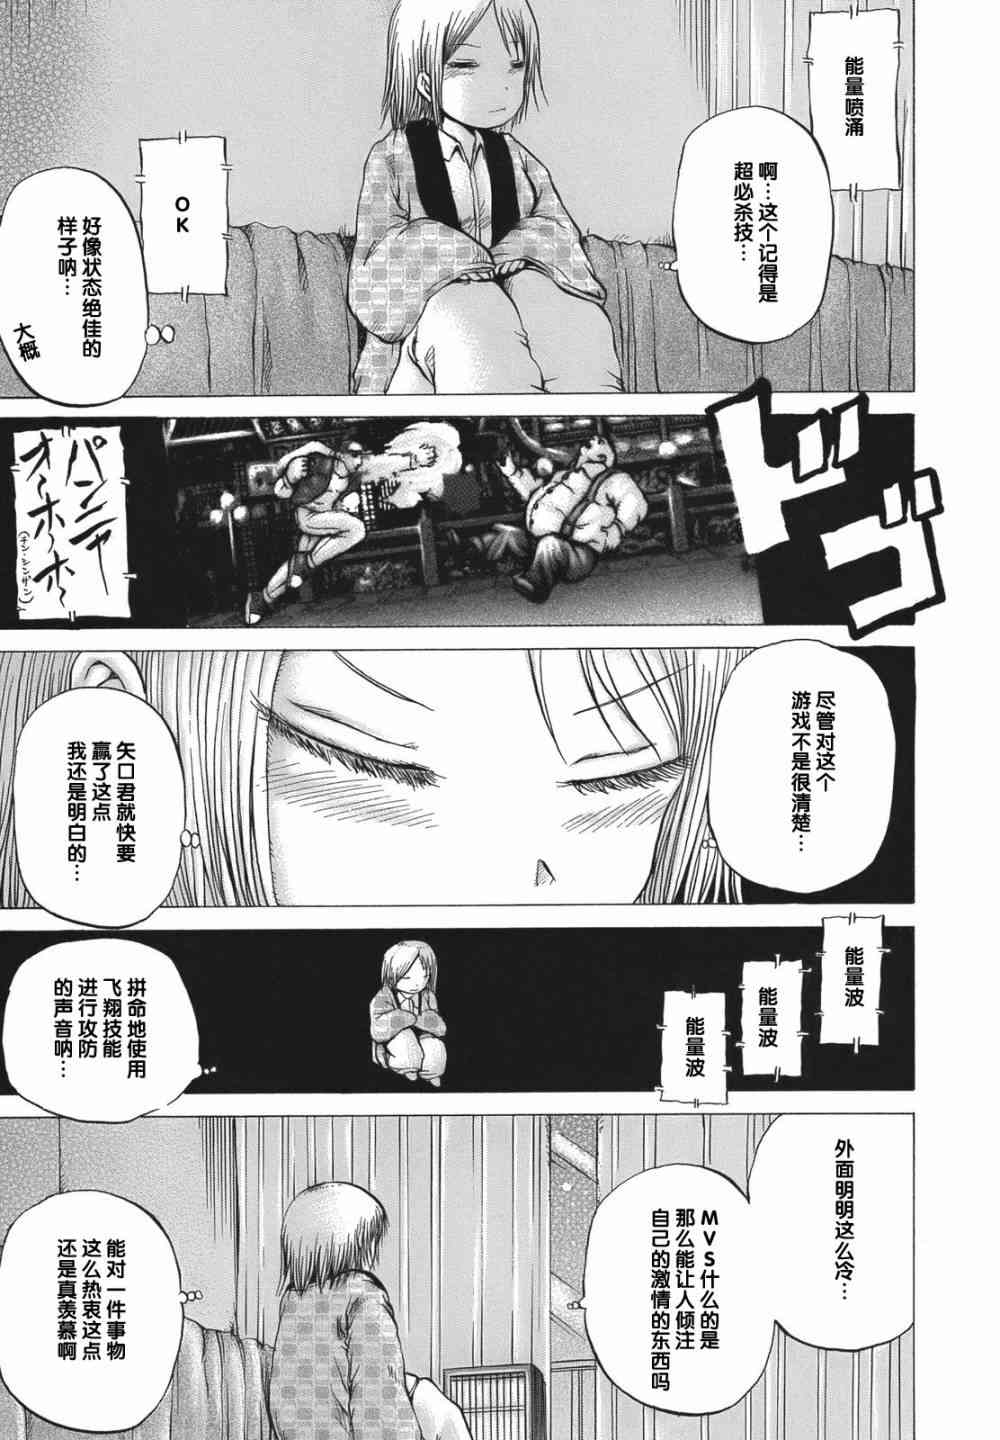 能量喷涌
啊…这个记得是
超必杀技…
OK
好像状态绝佳的
样子呐…
大概
ドゴ
パンニャ
オーホーホー
(チン・シンザン)
尽管对这个
游戏不是很清楚…
矢口君就快要
赢了这点
我还是明白的…
能量波
能量波
能量波
拼命地使用
飞翔技能
进行攻防
的声音呐…
外面明明这么冷…
MVS什么的是
那么能让人倾注
自己的激情的东西吗
能对一件事物
这么热衷这点
还是真羡慕啊